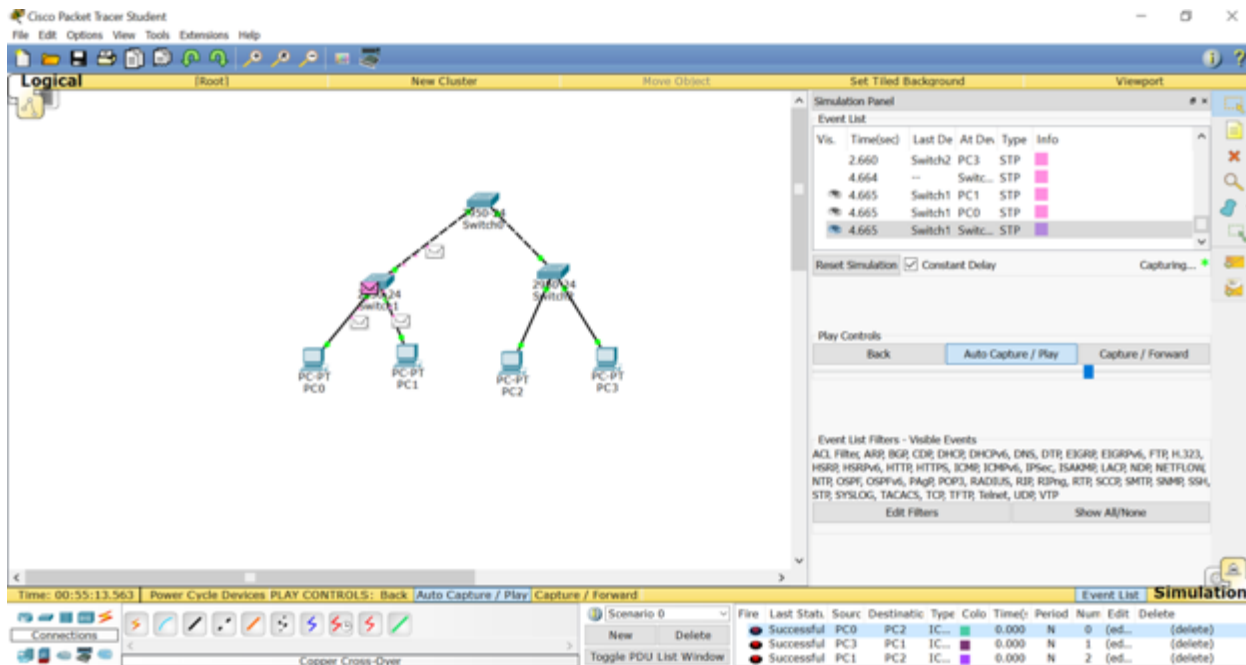 Cisco Packet Tracer Student
File Edit Options View Tools Extensions Help
Logical [Root] New Cluster Move Object Set Tiled Background Viewport
Simulation Panel
Event List
Vis. Time(sec) Last De At Dev Type Info
2.660 Switch2 PC3 STP
4.664 -- Switc... STP
4.665 Switch1 PC1 STP
4.665 Switch1 PC0 STP
4.665 Switch1 Switc... STP
Reset Simulation Constant Delay Capturing...
Play Controls
Back Auto Capture / Play Capture / Forward
Event List Filters - Visible Events
ACL Filter, ARP, BGP, CDP, DHCP, DHCPv6, DNS, DTP, EIGRP, EIGRPv6, FTP, H.323,
HSRP, HSRPv6, HTTP, HTTPS, ICMP, ICMPv6, IPSec, ISAKMP, LACP, NDP, NETFLOW,
NTP, OSPF, OSPFv6, PAgP, POP3, RADIUS, RIP, RIPng, RTP, SCCP, SMTP, SNMP, SSH,
STP, SYSLOG, TACACS, TCP, TFTP, Telnet, UDP, VTP
Edit Filters Show All/None
Switch0
Switch1
PC-PT
PC0
PC-PT
PC1
PC-PT
PC2
PC-PT
PC3
Time: 00:55:13.563 Power Cycle Devices PLAY CONTROLS: Back Auto Capture / Play Capture / Forward Event List Simulation
Connections
Copper Cross-Over
Scenario 0
New Delete
Toggle PDU List Window
Fire Last Statu Sourc Destinatic Type Colo Time(s Period Num Edit Delete
Successful PC0 PC2 IC... 0.000 N 0 (ed... (delete)
Successful PC3 PC1 IC... 0.000 N 1 (ed... (delete)
Successful PC1 PC2 IC... 0.000 N 2 (ed... (delete)